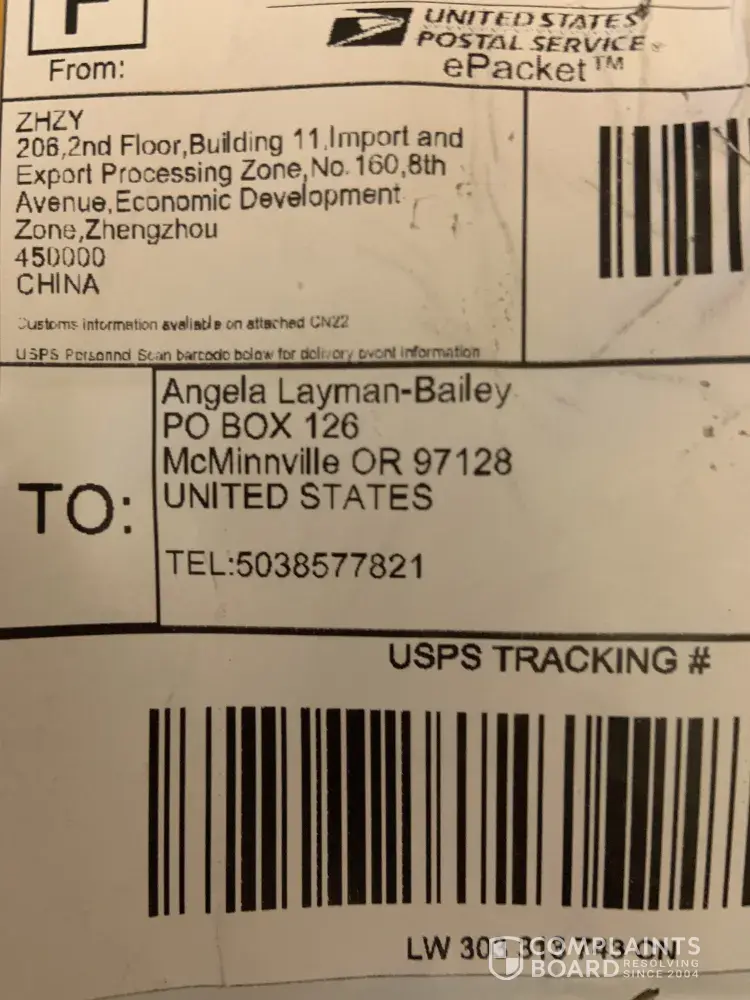 F
UNITED STATES
POSTAL SERVICE®
ePacket™
From:
ZHZY
206,2nd Floor,Building 11,Import and
Export Processing Zone,No.160,8th
Avenue,Economic Development
Zone,Zhengzhou
450000
CHINA
Customs information avaliable on attached CN22
USPS Personnel Scan barcode below for delivery event information
TO:
Angela Layman-Bailey
PO BOX 126
McMinnville OR 97128
UNITED STATES
TEL:5038577821
USPS TRACKING #
LW
COMPLAINTS
BOARD RESOLVING
SINCE 2004